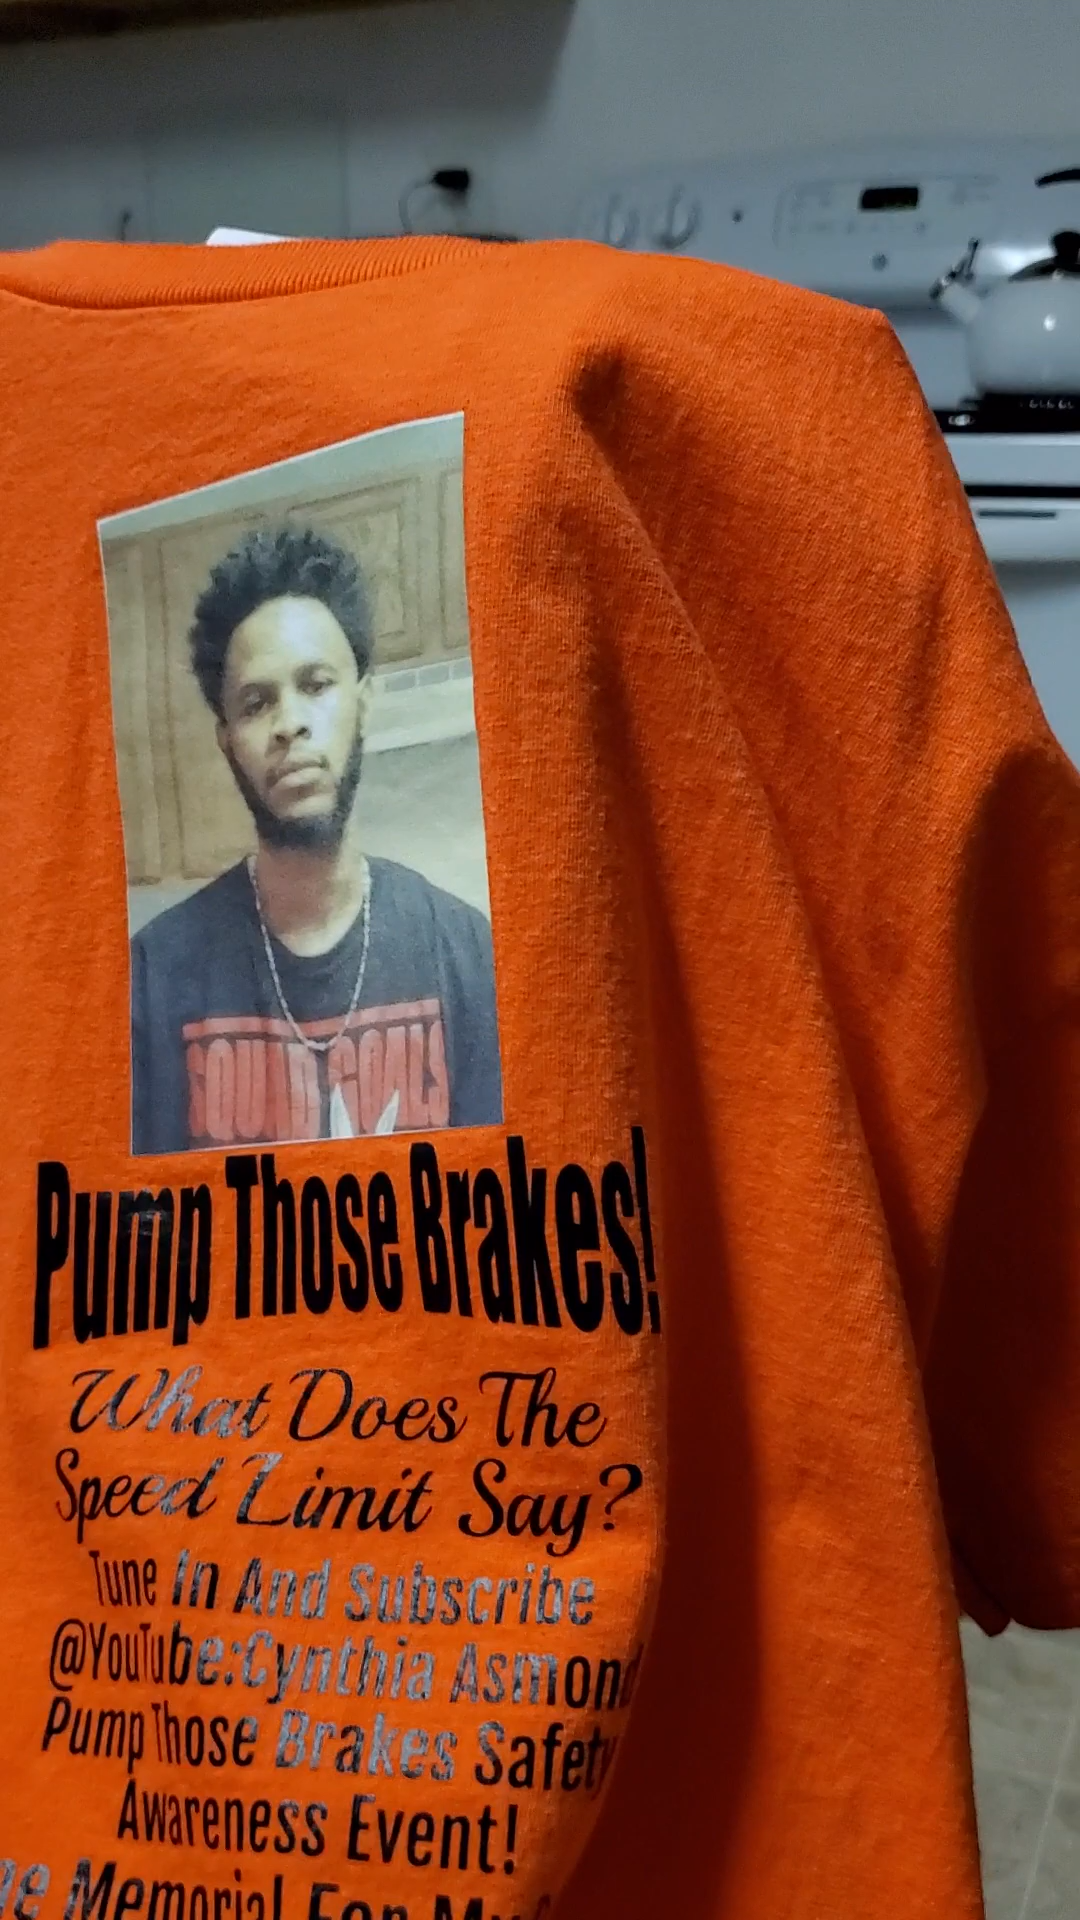 SQUAD GOALS
Pump Those Brakes!
What Does The
Speed Limit Say?
Tune In And Subscribe
@YouTube:Cynthia Asmond
Pump Those Brakes Safety
Awareness Event!
Memorial For My